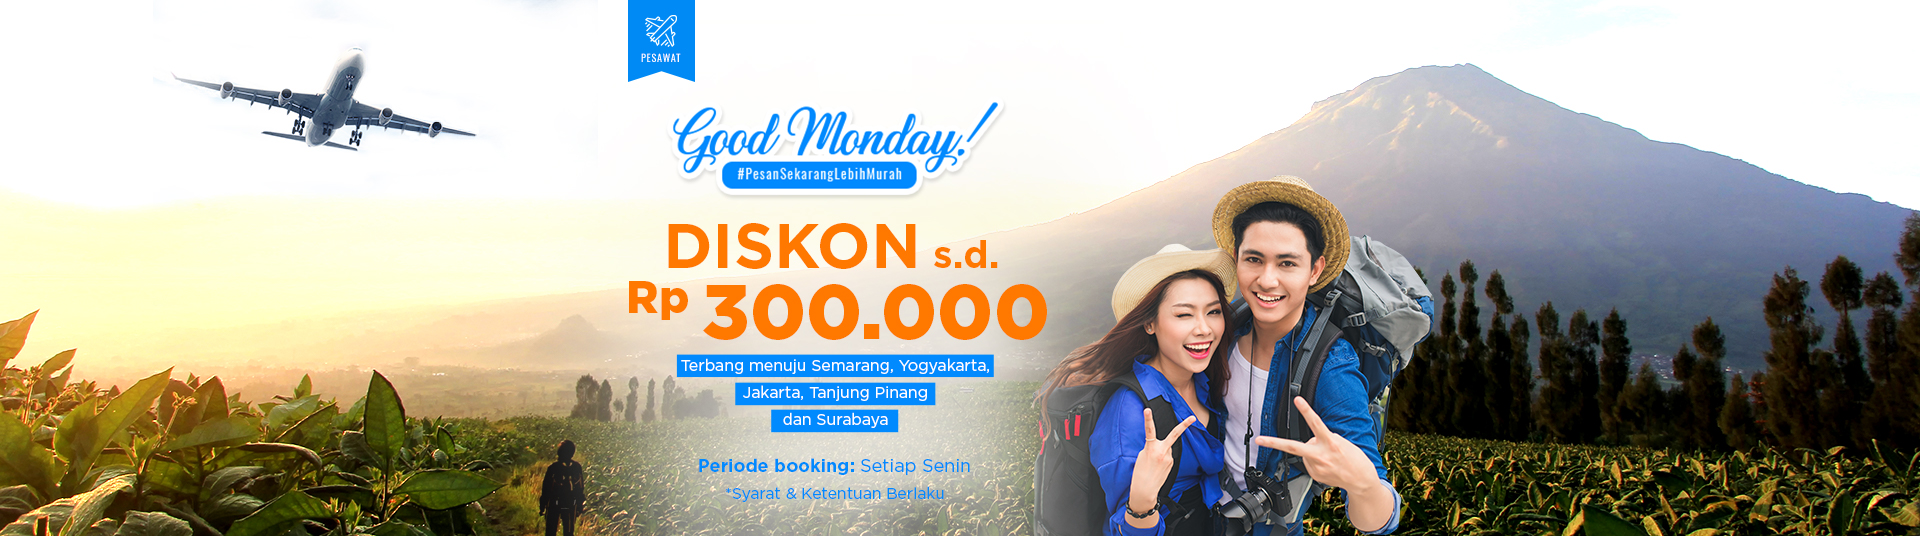 PESAWAT
Good Monday!
#PesanSekarangLebihMurah
DISKON s.d.
Rp 300.000
Terbang menuju Semarang, Yogyakarta,
Jakarta, Tanjung Pinang
dan Surabaya
Periode booking: Setiap Senin
*Syarat & Ketentuan Berlaku